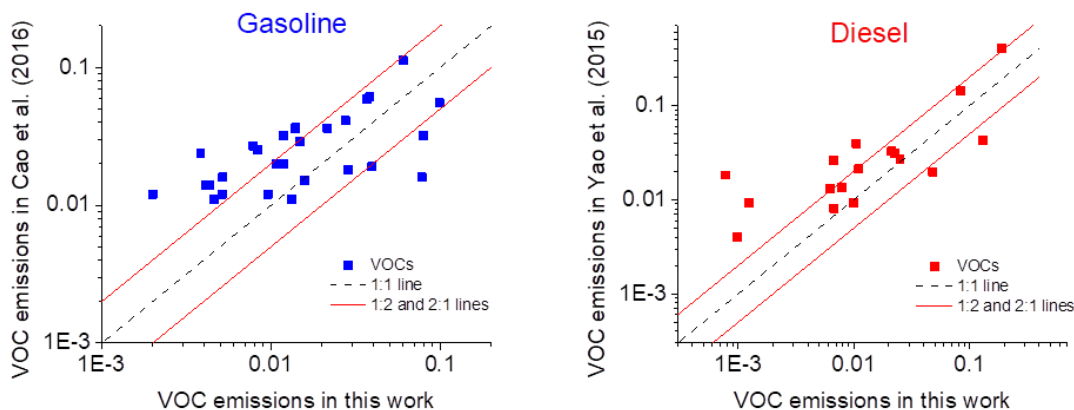 Gasoline
VOC emissions in Cao et al. (2016)
0.1
0.01
1E-3
VOCs
1:1 line
1:2 and 2:1 lines
1E-3 0.01 0.1
VOC emissions in this work
Diesel
VOC emissions in Yao et al. (2015)
0.1
0.01
1E-3
VOCs
1:1 line
1:2 and 2:1 lines
1E-3 0.01 0.1
VOC emissions in this work